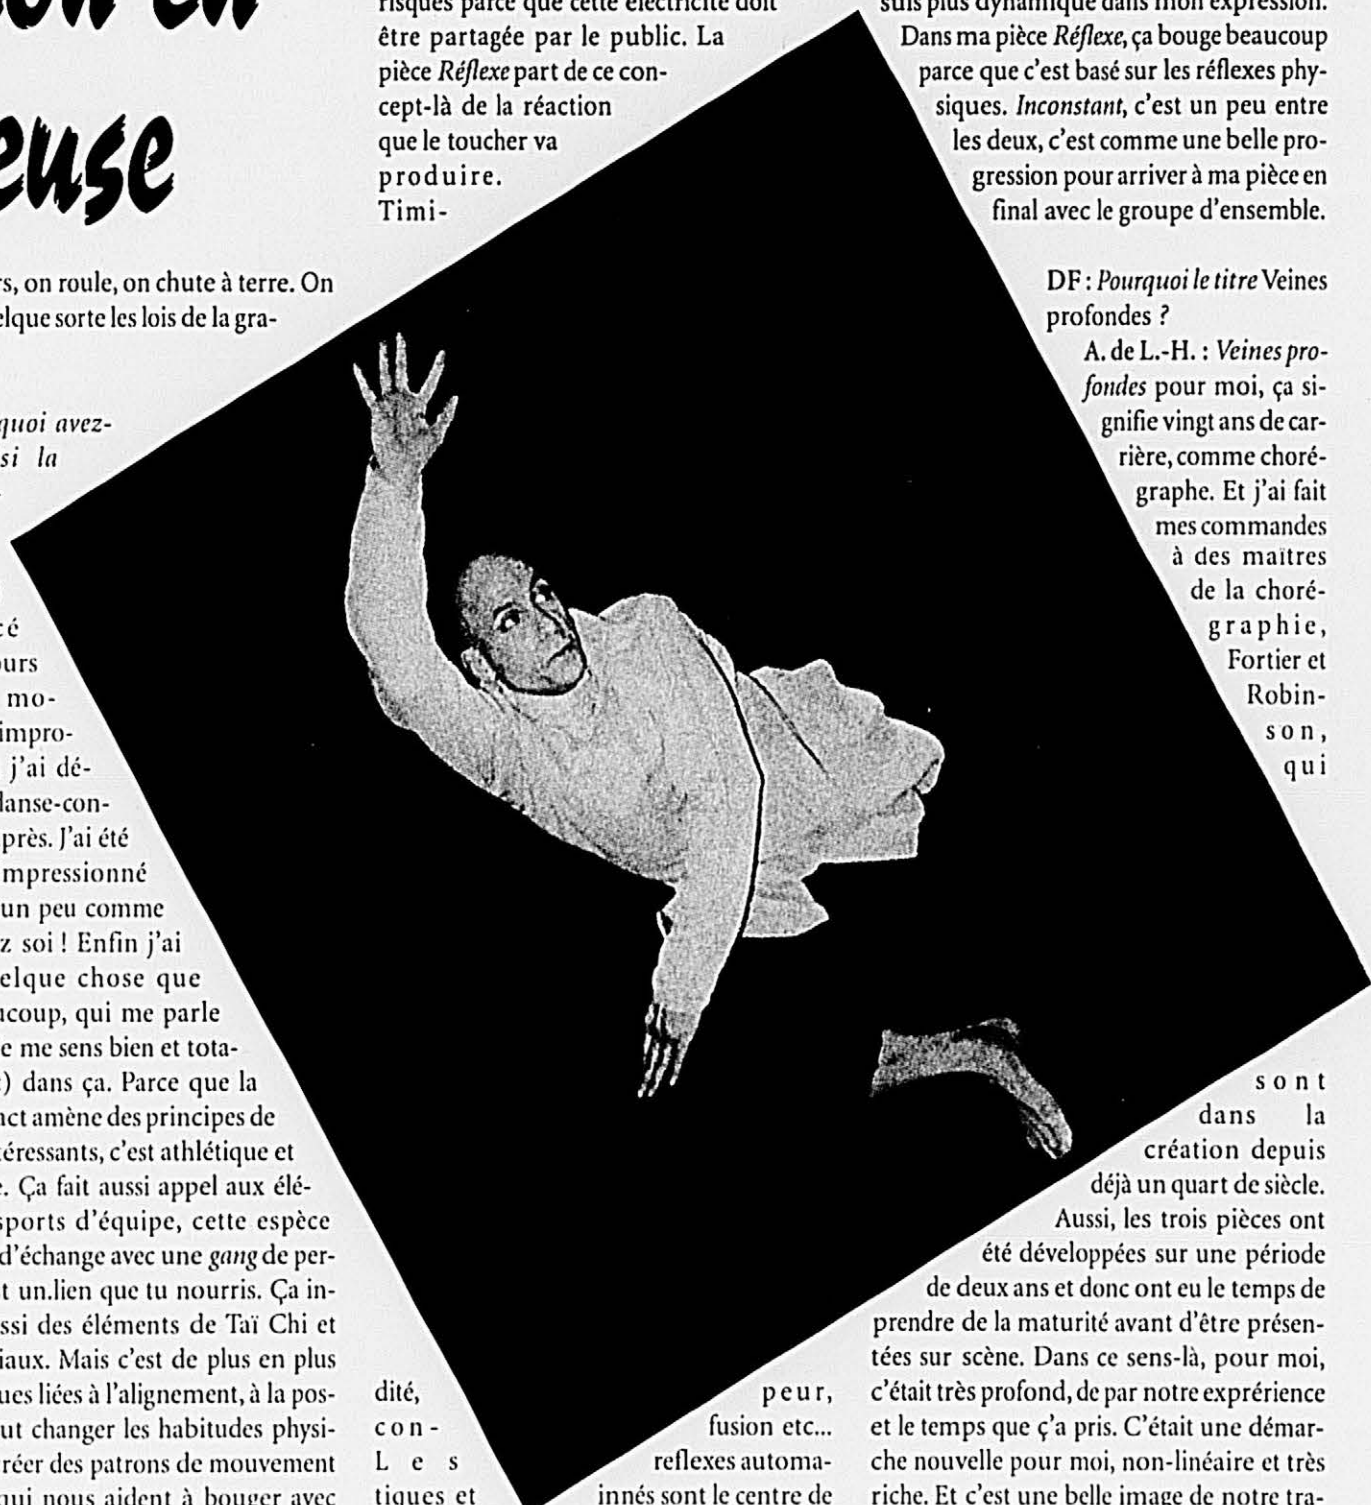 euse
rs, on roule, on chute à terre. On
elque sorte les lois de la gra-
quoi avez-
si la
cé
ours
mo-
impro-
j'ai dé-
danse-con-
près. J'ai été
mpressionné
un peu comme
z soi ! Enfin j'ai
elque chose que
ucoup, qui me parle
e me sens bien et tota-
) dans ça. Parce que la
act amène des principes de
téressants, c'est athlétique et
e. Ça fait aussi appel aux élé-
sports d'équipe, cette espèce
d'échange avec une gang de per-
t un.lien que tu nourris. Ça in-
ssi des éléments de Taï Chi et
iaux. Mais c'est de plus en plus
ues liées à l'alignement, à la pos-
ut changer les habitudes physi-
réer des patrons de mouvement
qui nous aident à bouger avec
risques parce que cette électricité doit
être partagée par le public. La
pièce Réflexe part de ce con-
cept-là de la réaction
que le toucher va
produire.
Timi-
dité, peur,
con- fusion etc...
Les reflexes automa-
tiques et innés sont le centre de
suis plus dynamique dans mon expression.
Dans ma pièce Réflexe, ça bouge beaucoup
parce que c'est basé sur les réflexes phy-
siques. Inconstant, c'est un peu entre
les deux, c'est comme une belle pro-
gression pour arriver à ma pièce en
final avec le groupe d'ensemble.
DF : Pourquoi le titre Veines
profondes ?
A. de L.-H. : Veines pro-
fondes pour moi, ça si-
gnifie vingt ans de car-
rière, comme choré-
graphe. Et j'ai fait
mes commandes
à des maîtres
de la choré-
graphie,
Fortier et
Robin-
son,
qui
sont
dans la
création depuis
déjà un quart de siècle.
Aussi, les trois pièces ont
été développées sur une période
de deux ans et donc ont eu le temps de
prendre de la maturité avant d'être présen-
tées sur scène. Dans ce sens-là, pour moi,
c'était très profond, de par notre exprérience
et le temps que ç'a pris. C'était une démar-
che nouvelle pour moi, non-linéaire et très
riche. Et c'est une belle image de notre tra-